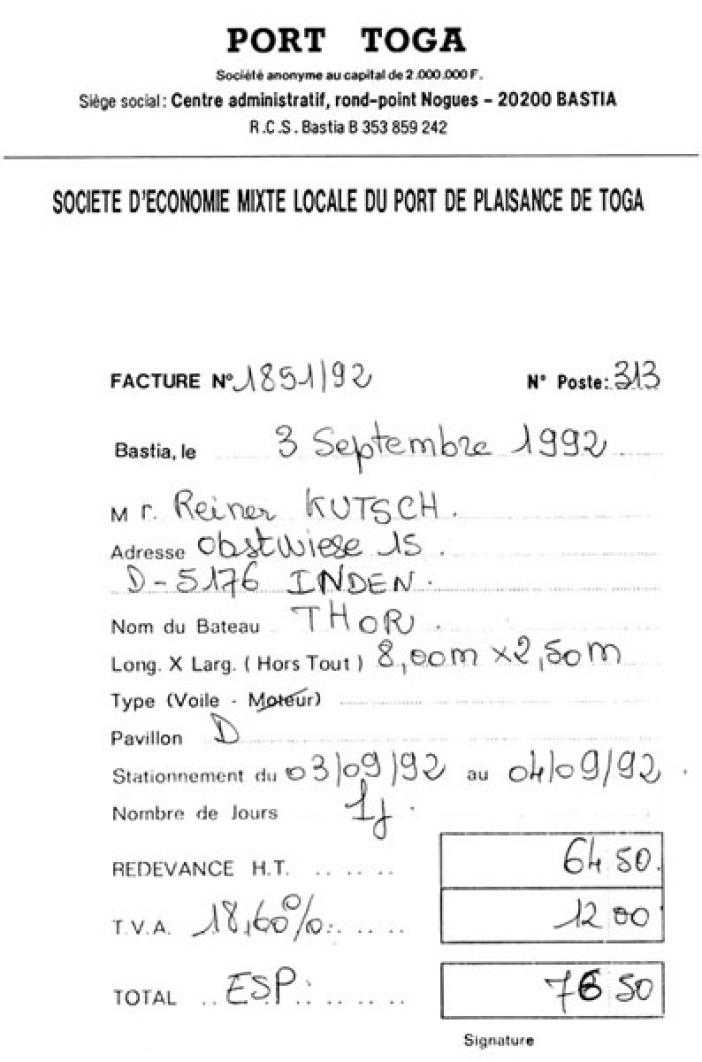 PORT TOGA
Société anonyme au capital de 2.000.000 F.
Siège social : Centre administratif, rond-point Nogues – 20200 BASTIA
R.C.S. Bastia B 353 859 242
SOCIETE D'ECONOMIE MIXTE LOCALE DU PORT DE PLAISANCE DE TOGA
FACTURE N° 1851/92 N° Poste: 313
Bastia, le 3 Septembre 1992
M r. Reiner KUTSCH.
Adresse Obstwiese 15.
D-5176 INDEN.
Nom du Bateau THOR.
Long. X Larg. ( Hors Tout ) 8,00m x 2,50m
Type (Voile - Moteur)
Pavillon D
Stationnement du 03/09/92 au 04/09/92.
Nombre de Jours 1j.
REDEVANCE H.T. ...... 64 50.
T.V.A. 18,60%...... 12 00
TOTAL .. ESP....... 76 50
Signature